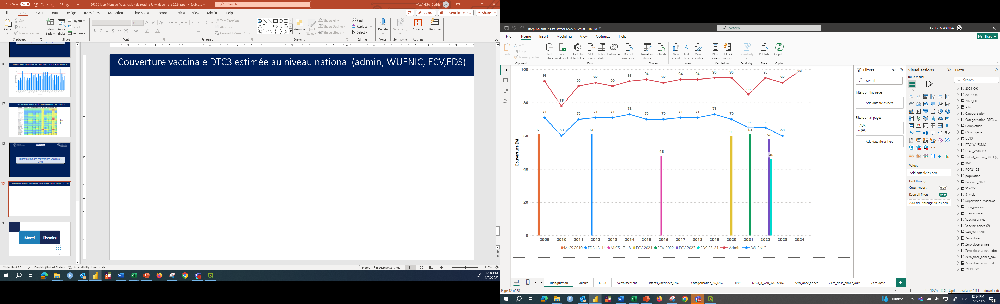 AutoSave On
DRC_Sitrep Mensuel Vaccination de routine Janv-decembre-2024.pptx • Saving...
Search
MWANGA, Cedric
File Home Insert Draw Design Transitions Animations Slide Show Record Review View Add-ins Help
Record
Present in Teams
Share
Paste
Cut
Copy
Format Painter
Clipboard
New Slide
Reuse Slides
Layout
Reset
Section
Slides
14
Font
Text Direction
Align Text
Convert to SmartArt
Paragraph
Arrange
Quick Styles
Shape Fill
Shape Outline
Shape Effects
Drawing
Find
Replace
Select
Editing
Dictate
Voice
Sensitivity
Sensitivity
Add-ins
Add-ins
Designer
16
Couvertures vaccinales de VPO à la naissance et BCG par province
17
Couvertures administrative des autres antigènes par province
18
Triangulation des couvertures vaccinales DTC3
19
Couverture vaccinale DTC3 estimée au niveau national (admin, WUENIC, ECV,EDS)
20
Merci Thanks
Couverture vaccinale DTC3 estimée au niveau national (admin, WUENIC, ECV,EDS)
Slide 19 of 20
English (United States)
Accessibility: Investigate
Notes
Display Settings
110%
12:34 PM
1/23/2025
Sitrep_Routine • Last saved: 12/27/2024 at 2:18 PM
Search
Cedric MWANGA
File Home Insert Modeling View Optimize Help
Share
Paste
Cut
Copy
Format painter
Clipboard
Get data
Excel workbook
OneLake data hub
SQL Server
Enter data
Dataverse
Recent sources
Data
Transform data
Refresh
Queries
New visual
Text box
More visuals
Insert
New measure
Quick measure
Calculations
Sensitivity
Sensitivity
Publish
Share
Copilot
Copilot
Couverture (%)
100
80
60
40
20
0
93 78 90 92 90 93 94 92 94 94 95 95 85 95 92 99
71 60 70 71 71 73 70 70 71 71 73 70 65 65 60
61 61 48 60 61 58 46
2009 2010 2011 2012 2013 2014 2015 2016 2017 2018 2019 2020 2021 2022 2023 2024
MICS 2010 EDS 13-14 MICS 17-18 ECV 2021 ECV 2022 ECV 2023 EDS 23-24 Admin WUENIC
Filters
Search
Filters on this page
Add data fields here
Filters on all pages
TAUX
is (All)
Add data fields here
Visualizations
Build visual
Values
Add data fields here
Drill through
Cross-report Off
Keep all filters On
Add drill-through fields here
Data
Search
2021_OK
2022_OK
2023_OK
adm_util
Categorisation
Categorisation_DTC3_...
Completude
CV antigene
DCT3
DTC1WUESNIC
DTC3_WUESNIC
Enfant_vaccine_DTC3 (2)
IPVS
POP21-23
population
Province_2023
S12022
S1mois
Supervision_Mashako
Trian_province
Trian_sources
Vaccine_annee
Vaccine_annee (2)
VAR_WUESNIC
Zero_dose
Zero_dose_annee
Zero_dose_annee_adm
Zero_dose_annee_ad...
Zero_dose_annee_ad...
ZS_DHIS2
Triangulation valeurs DTC3 Accroissement Enfants_vaccinées_DTC3 Categorisation_ZS_DTC3 IPVS DTC1_3_VAR_WUESNIC Zero_dose_annee Zero_dose_annee_adm Zero dose
Page 12 of 28
103%
Update available (click to download)
Humide
FRA
12:34 PM
1/23/2025
21